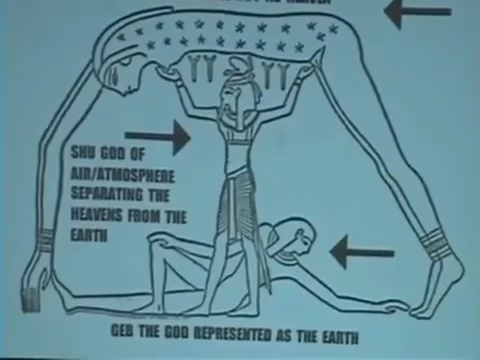 SHU GOD OF
AIR/ATMOSPHERE
SEPARATING THE
HEAVENS FROM THE
EARTH
GEB THE GOD REPRESENTED AS THE EARTH